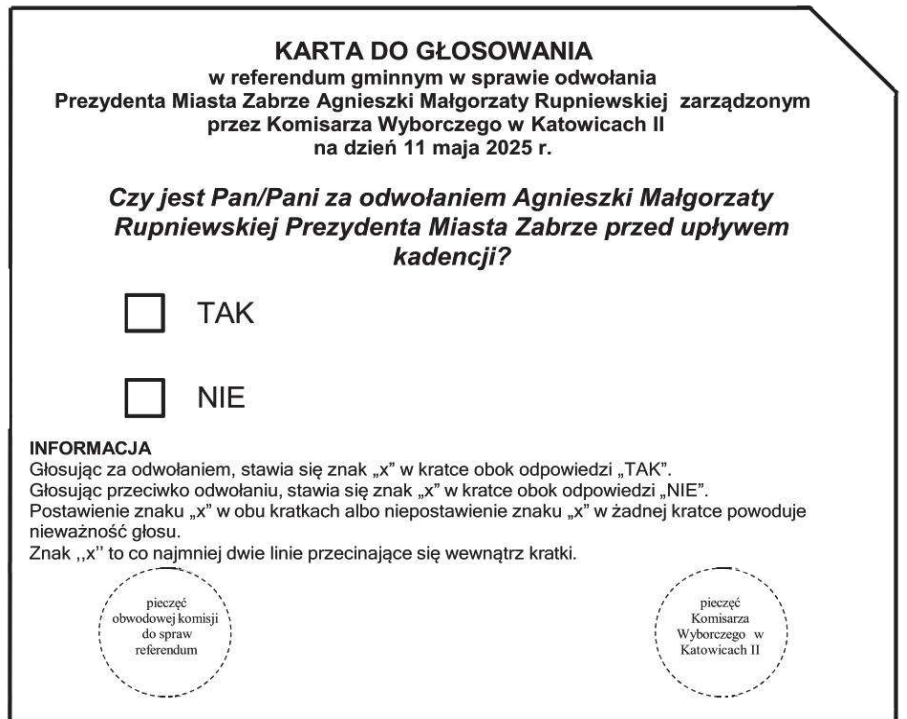 KARTA DO GŁOSOWANIA
w referendum gminnym w sprawie odwołania
Prezydenta Miasta Zabrze Agnieszki Małgorzaty Rupniewskiej zarządzonym
przez Komisarza Wyborczego w Katowicach II
na dzień 11 maja 2025 r.
Czy jest Pan/Pani za odwołaniem Agnieszki Małgorzaty
Rupniewskiej Prezydenta Miasta Zabrze przed upływem
kadencji?
TAK
NIE
INFORMACJA
Głosując za odwołaniem, stawia się znak „x” w kratce obok odpowiedzi „TAK”.
Głosując przeciwko odwołaniu, stawia się znak „x” w kratce obok odpowiedzi „NIE”.
Postawienie znaku „x” w obu kratkach albo niepostawienie znaku „x” w żadnej kratce powoduje
nieważność głosu.
Znak ,,x'' to co najmniej dwie linie przecinające się wewnątrz kratki.
pieczęć
obwodowej komisji
do spraw
referendum
pieczęć
Komisarza
Wyborczego w
Katowicach II